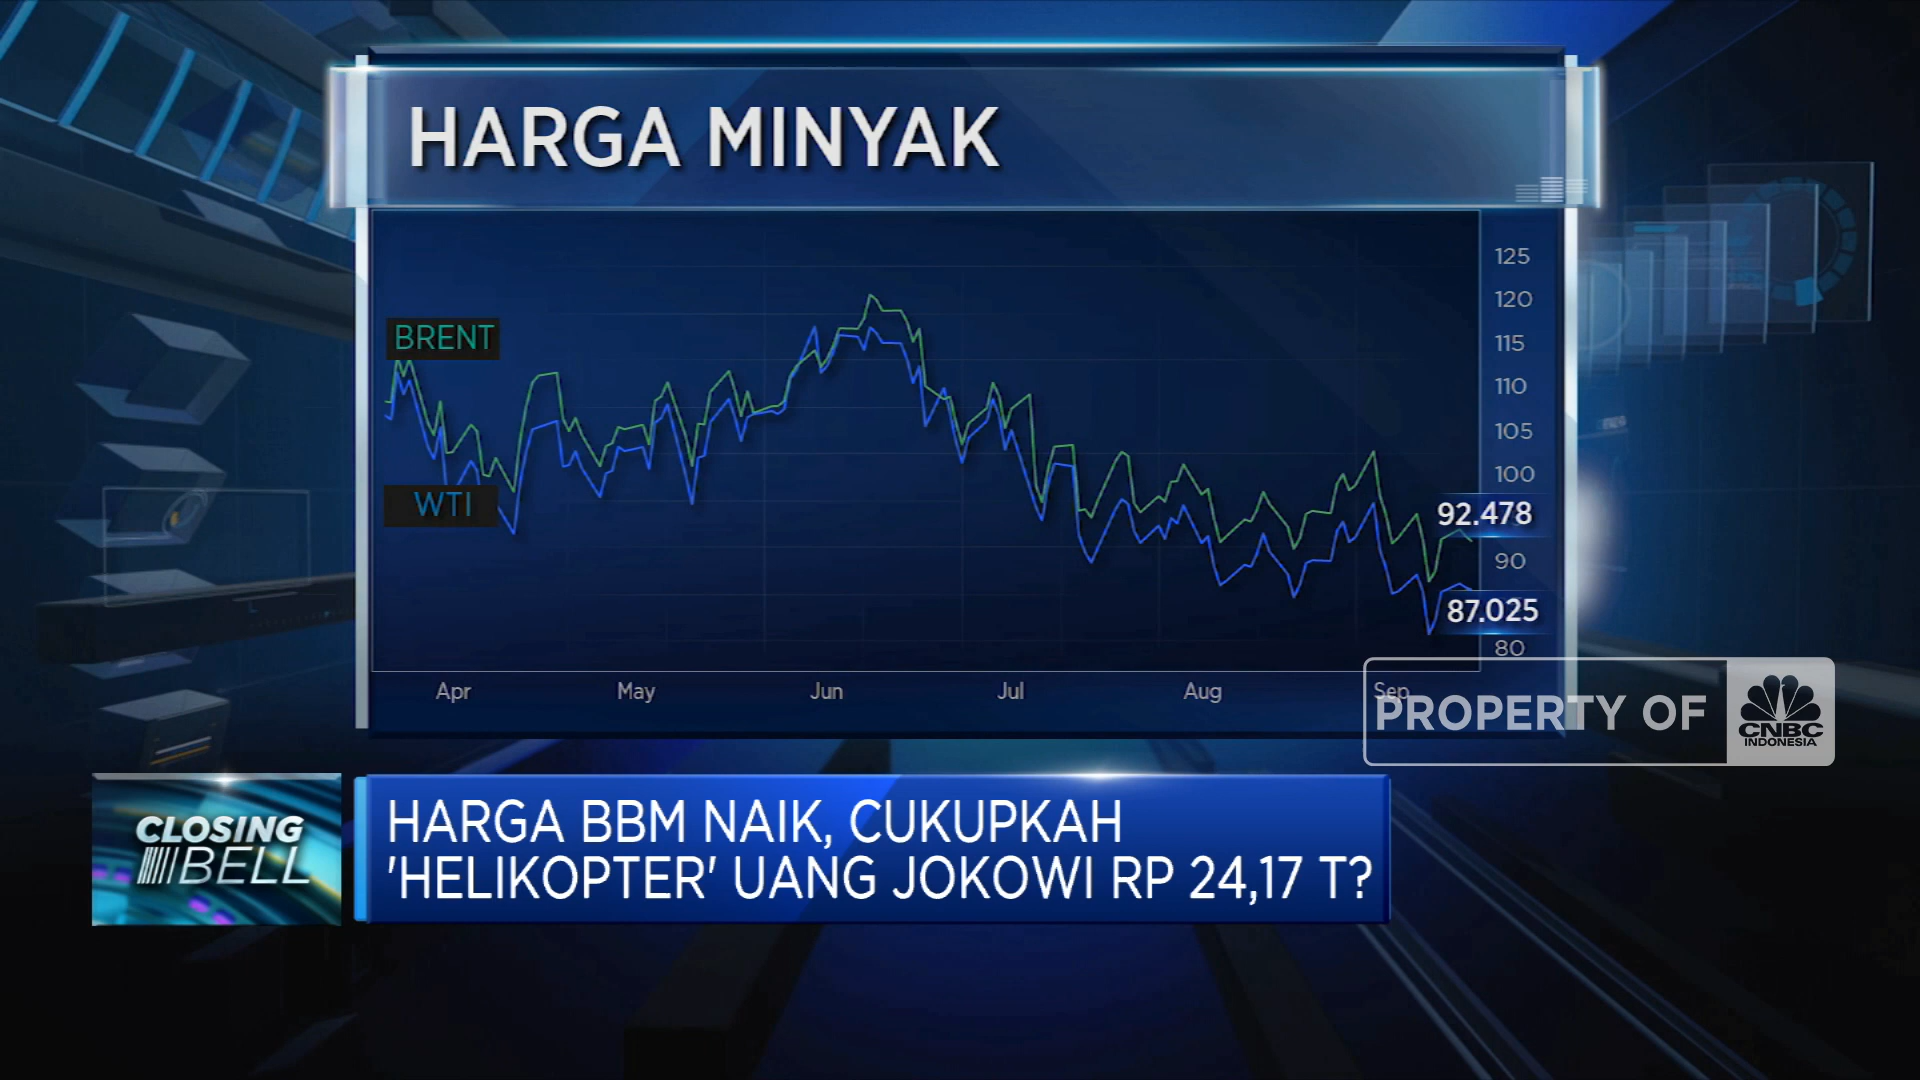 HARGA MINYAK
125
120
BRENT
115
110
105
100
WTI
92.478
90
87.025
80
Apr May Jun Jul Aug Sep
PROPERTY OF CNBC INDONESIA
CLOSING BELL
HARGA BBM NAIK, CUKUPKAH
'HELIKOPTER' UANG JOKOWI RP 24,17 T?